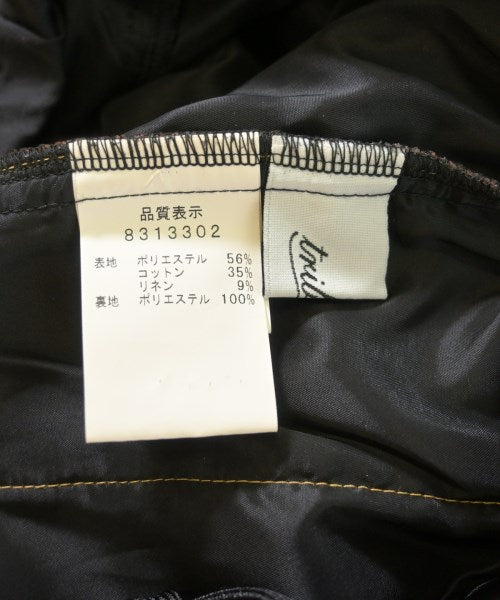 品質表示
8313302
表地 ポリエステル 56%
コットン 35%
リネン 9%
裏地 ポリエステル 100%